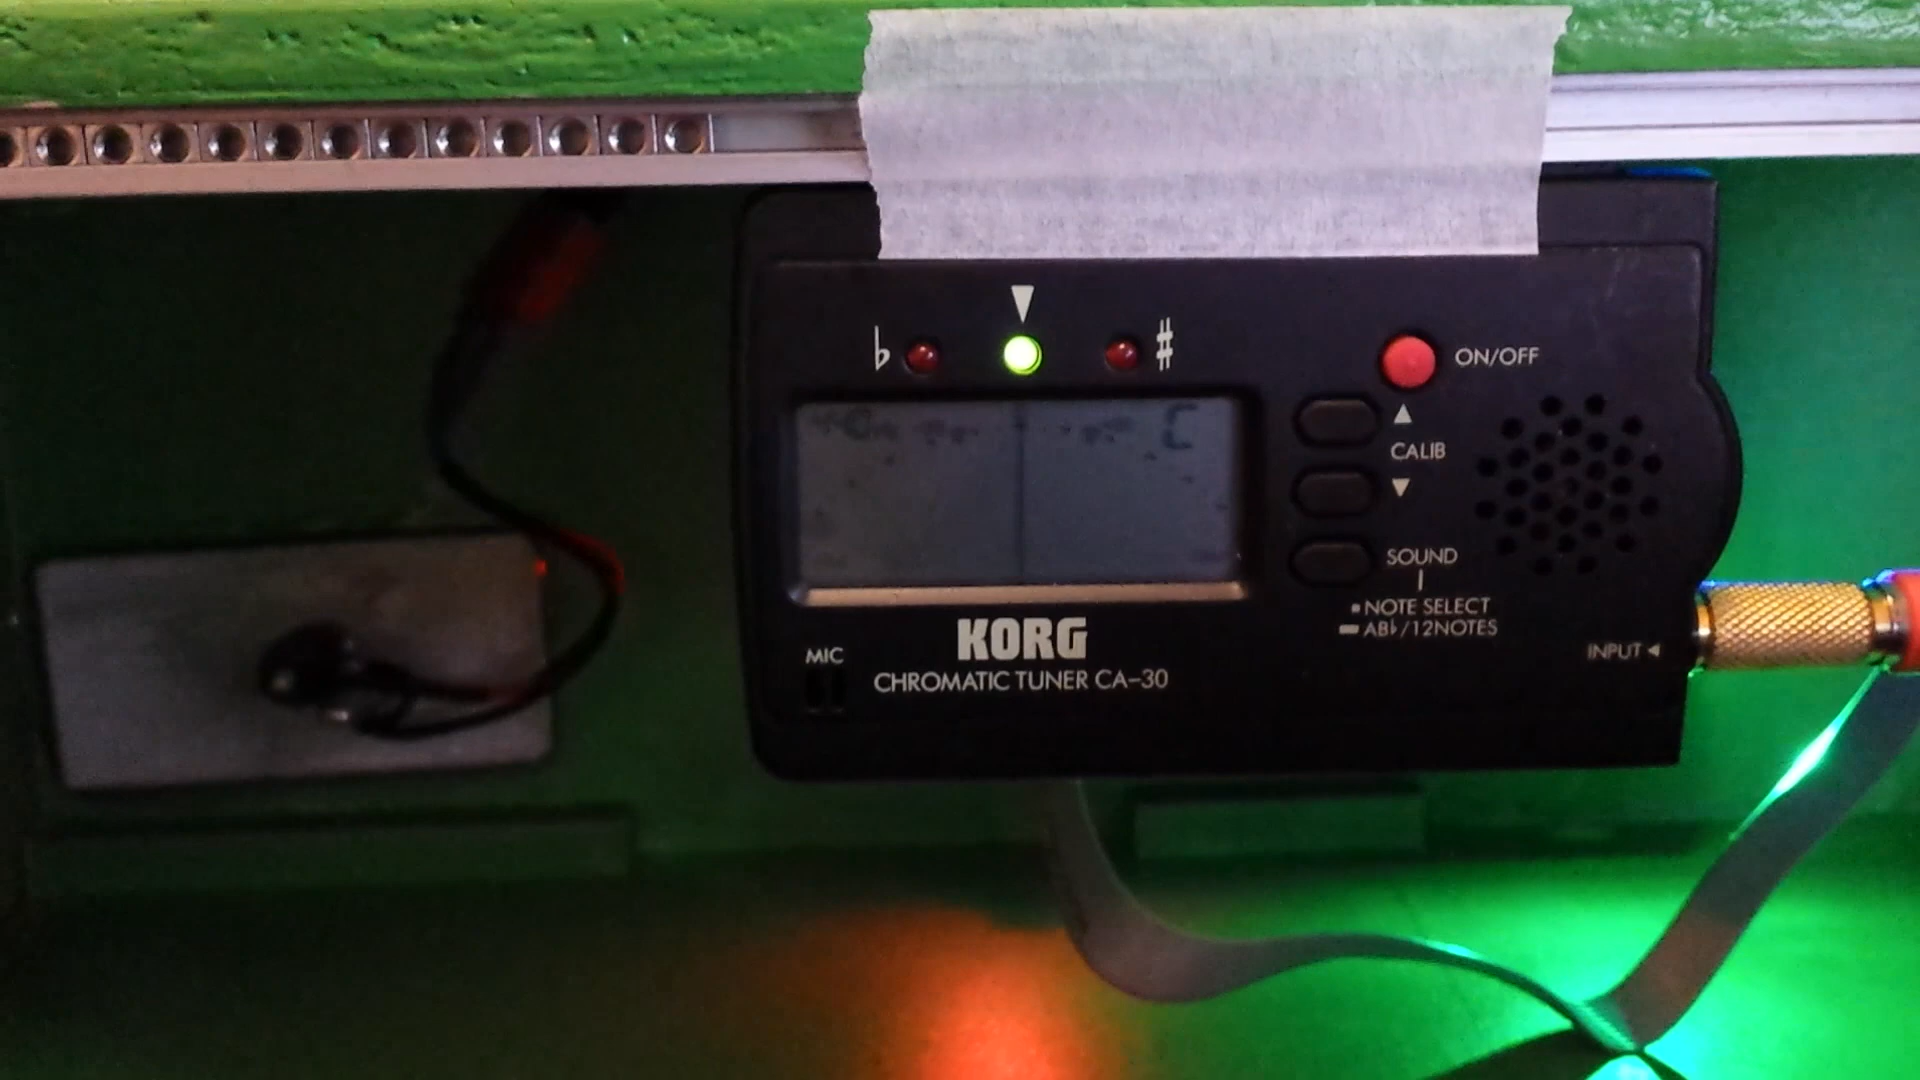 ♭ ▼ ♯
ON/OFF
▲
CALIB
▼
C
SOUND
▪NOTE SELECT
▬AB♭/12NOTES
INPUT ◄
KORG
MIC
CHROMATIC TUNER CA-30